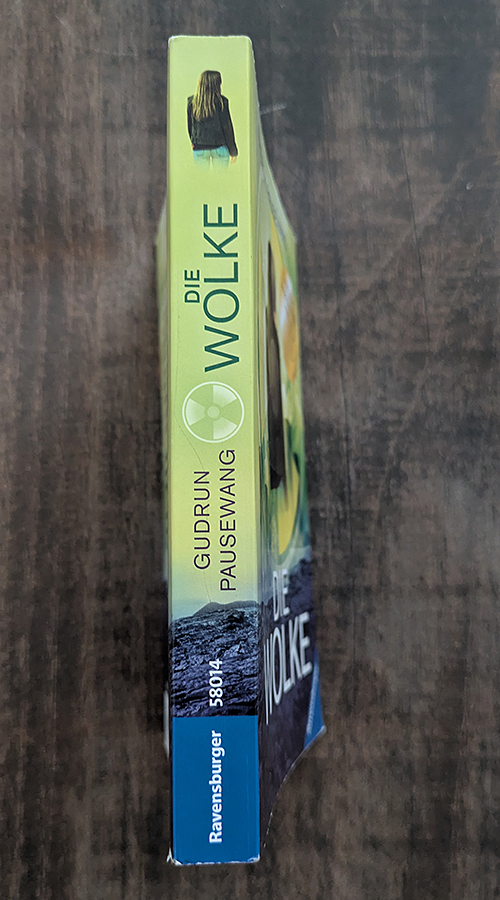 DIE
WOLKE
GUDRUN
PAUSEWANG
58014
Ravensburger
DIE
WOLKE